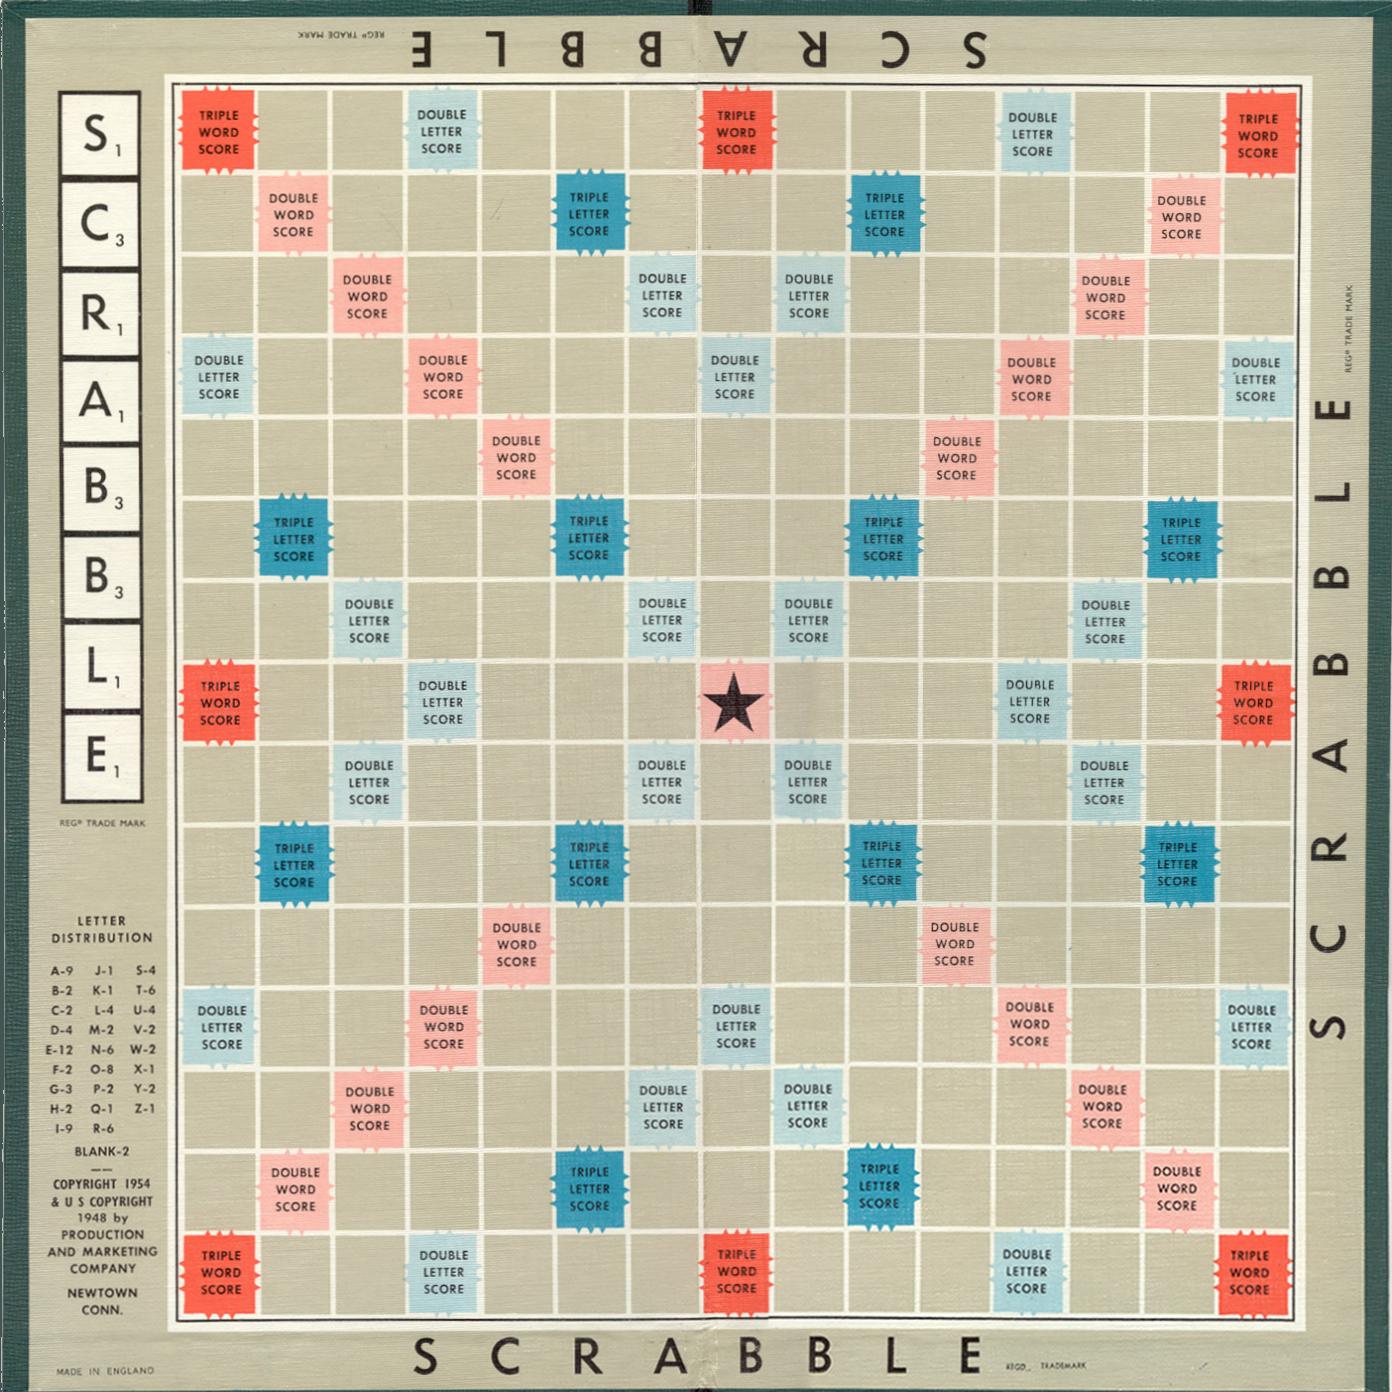 SCRABBLE
REGD TRADE MARK
S1
C3
R1
A1
B3
B3
L1
E1
REGD TRADE MARK
LETTER
DISTRIBUTION
A-9 J-1 S-4
B-2 K-1 T-6
C-2 L-4 U-4
D-4 M-2 V-2
E-12 N-6 W-2
F-2 O-8 X-1
G-3 P-2 Y-2
H-2 Q-1 Z-1
I-9 R-6
BLANK-2
COPYRIGHT 1954
& U S COPYRIGHT
1948 by
PRODUCTION
AND MARKETING
COMPANY
NEWTOWN
CONN.
MADE IN ENGLAND
TRIPLE
WORD
SCORE
DOUBLE
LETTER
SCORE
TRIPLE
WORD
SCORE
DOUBLE
LETTER
SCORE
TRIPLE
WORD
SCORE
DOUBLE
WORD
SCORE
TRIPLE
LETTER
SCORE
TRIPLE
LETTER
SCORE
DOUBLE
WORD
SCORE
DOUBLE
WORD
SCORE
DOUBLE
LETTER
SCORE
DOUBLE
LETTER
SCORE
DOUBLE
WORD
SCORE
DOUBLE
LETTER
SCORE
DOUBLE
WORD
SCORE
DOUBLE
LETTER
SCORE
DOUBLE
WORD
SCORE
DOUBLE
LETTER
SCORE
DOUBLE
WORD
SCORE
DOUBLE
WORD
SCORE
TRIPLE
LETTER
SCORE
TRIPLE
LETTER
SCORE
TRIPLE
LETTER
SCORE
TRIPLE
LETTER
SCORE
DOUBLE
LETTER
SCORE
DOUBLE
LETTER
SCORE
DOUBLE
LETTER
SCORE
DOUBLE
LETTER
SCORE
TRIPLE
WORD
SCORE
DOUBLE
LETTER
SCORE
DOUBLE
LETTER
SCORE
TRIPLE
WORD
SCORE
DOUBLE
LETTER
SCORE
DOUBLE
LETTER
SCORE
DOUBLE
LETTER
SCORE
DOUBLE
LETTER
SCORE
TRIPLE
LETTER
SCORE
TRIPLE
LETTER
SCORE
TRIPLE
LETTER
SCORE
TRIPLE
LETTER
SCORE
DOUBLE
WORD
SCORE
DOUBLE
WORD
SCORE
DOUBLE
LETTER
SCORE
DOUBLE
WORD
SCORE
DOUBLE
LETTER
SCORE
DOUBLE
WORD
SCORE
DOUBLE
LETTER
SCORE
DOUBLE
WORD
SCORE
DOUBLE
LETTER
SCORE
DOUBLE
LETTER
SCORE
DOUBLE
WORD
SCORE
DOUBLE
WORD
SCORE
TRIPLE
LETTER
SCORE
TRIPLE
LETTER
SCORE
DOUBLE
WORD
SCORE
TRIPLE
WORD
SCORE
DOUBLE
LETTER
SCORE
TRIPLE
WORD
SCORE
DOUBLE
LETTER
SCORE
TRIPLE
WORD
SCORE
SCRABBLE
REGD TRADE MARK
SCRABBLE
REGD. TRADEMARK